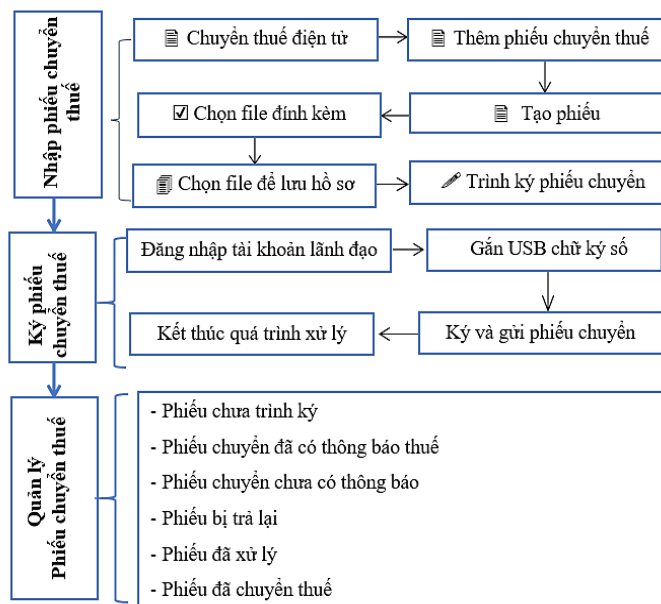 Nhập phiếu chuyển
thuế
🗎 Chuyển thuế điện tử
🗎 Thêm phiếu chuyển thuế
☑ Chọn file đính kèm
🗎 Tạo phiếu
🗐 Chọn file để lưu hồ sơ
🖉 Trình ký phiếu chuyển
Ký phiếu
chuyển thuế
Đăng nhập tài khoản lãnh đạo
Gắn USB chữ ký số
Kết thúc quá trình xử lý
Ký và gửi phiếu chuyển
Quản lý
Phiếu chuyển thuế
- Phiếu chưa trình ký
- Phiếu chuyển đã có thông báo thuế
- Phiếu chuyển chưa có thông báo
- Phiếu bị trả lại
- Phiếu đã xử lý
- Phiếu đã chuyển thuế